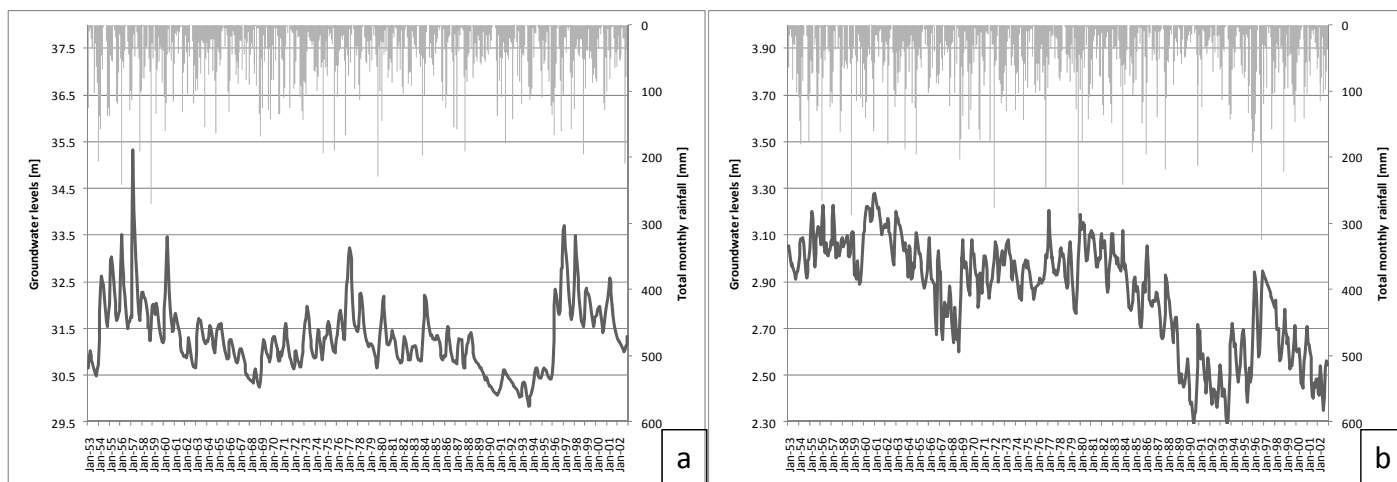 37.5
36.5
35.5
34.5
33.5
32.5
31.5
30.5
29.5
Groundwater levels [m]
0
100
200
300
400
500
600
Total monthly rainfall [mm]
Jan-53
Jan-54
Jan-55
Jan-56
Jan-57
Jan-58
Jan-59
Jan-60
Jan-61
Jan-62
Jan-63
Jan-64
Jan-65
Jan-66
Jan-67
Jan-68
Jan-69
Jan-70
Jan-71
Jan-72
Jan-73
Jan-74
Jan-75
Jan-76
Jan-77
Jan-78
Jan-79
Jan-80
Jan-81
Jan-82
Jan-83
Jan-84
Jan-85
Jan-86
Jan-87
Jan-88
Jan-89
Jan-90
Jan-91
Jan-92
Jan-93
Jan-94
Jan-95
Jan-96
Jan-97
Jan-98
Jan-99
Jan-00
Jan-01
Jan-02
a
3.90
3.70
3.50
3.30
3.10
2.90
2.70
2.50
2.30
Groundwater levels [m]
0
100
200
300
400
500
600
Total monthly rainfall [mm]
Jan-53
Jan-54
Jan-55
Jan-56
Jan-57
Jan-58
Jan-59
Jan-60
Jan-61
Jan-62
Jan-63
Jan-64
Jan-65
Jan-66
Jan-67
Jan-68
Jan-69
Jan-70
Jan-71
Jan-72
Jan-73
Jan-74
Jan-75
Jan-76
Jan-77
Jan-78
Jan-79
Jan-80
Jan-81
Jan-82
Jan-83
Jan-84
Jan-85
Jan-86
Jan-87
Jan-88
Jan-89
Jan-90
Jan-91
Jan-92
Jan-93
Jan-94
Jan-95
Jan-96
Jan-97
Jan-98
Jan-99
Jan-00
Jan-01
Jan-02
b